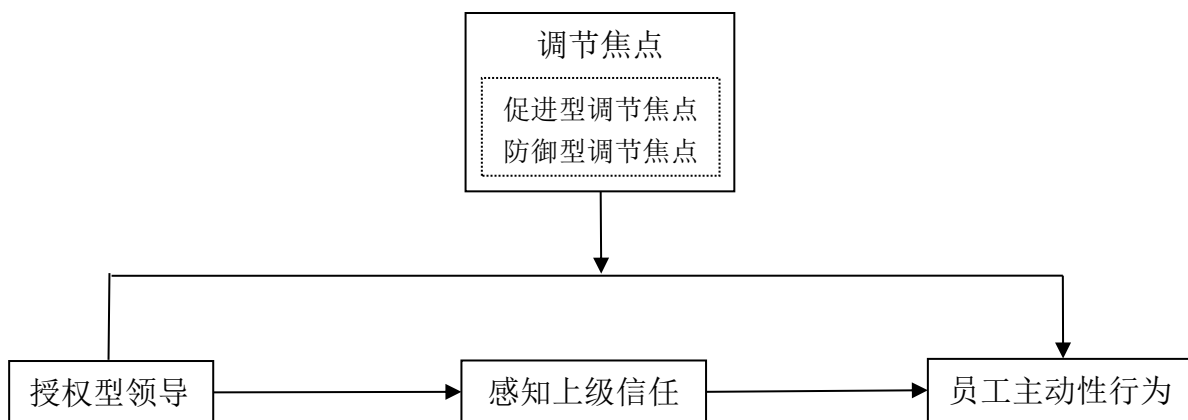 调节焦点
促进型调节焦点
防御型调节焦点
授权型领导
感知上级信任
员工主动性行为